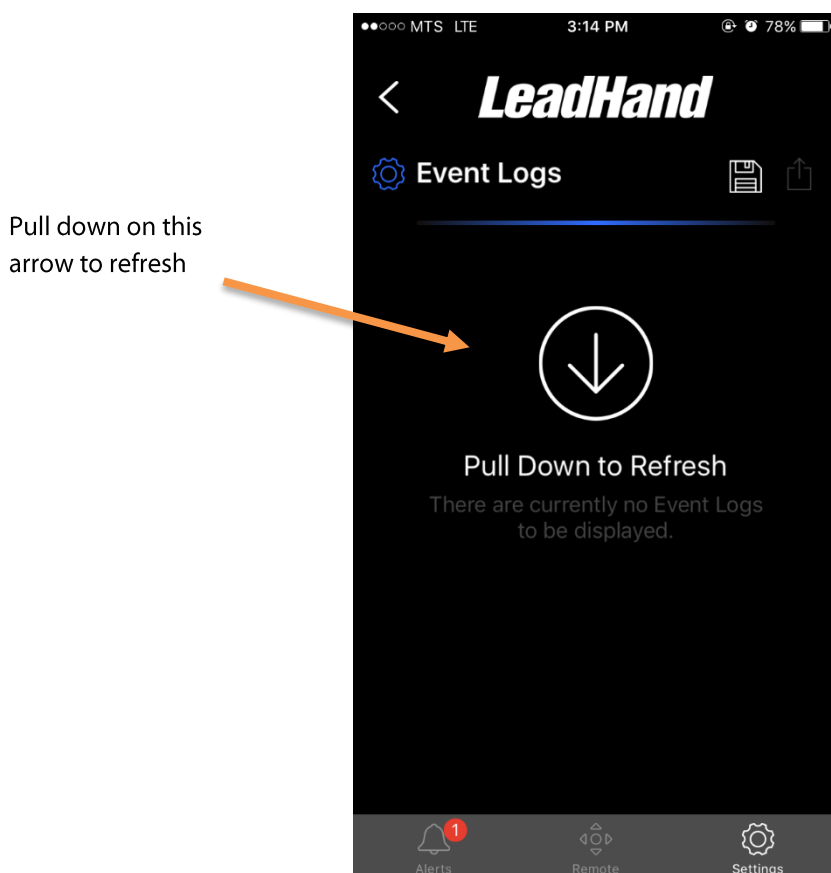 MTS LTE 3:14 PM 78%
LeadHand
Event Logs
Pull down on this
arrow to refresh
Pull Down to Refresh
There are currently no Event Logs
to be displayed.
1
Alerts Remote Settings